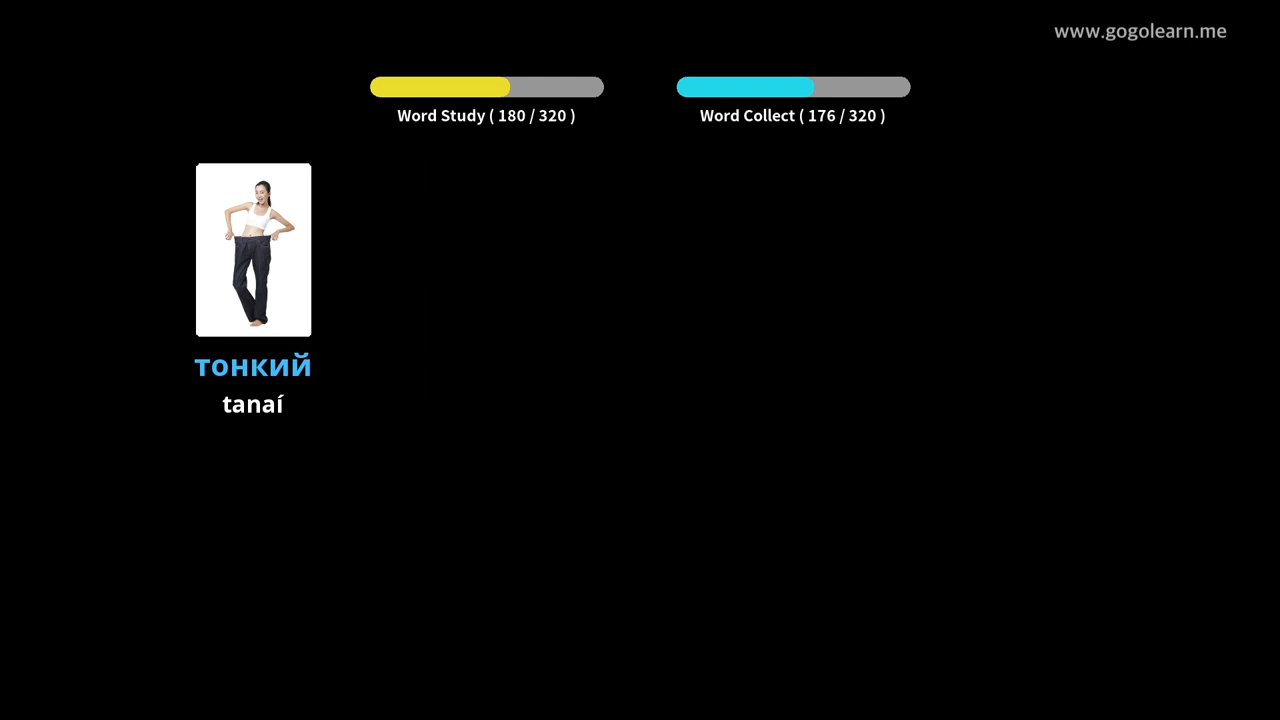 www.gogolearn.me
Word Study ( 180 / 320 )
Word Collect ( 176 / 320 )
тонкий
tanaí